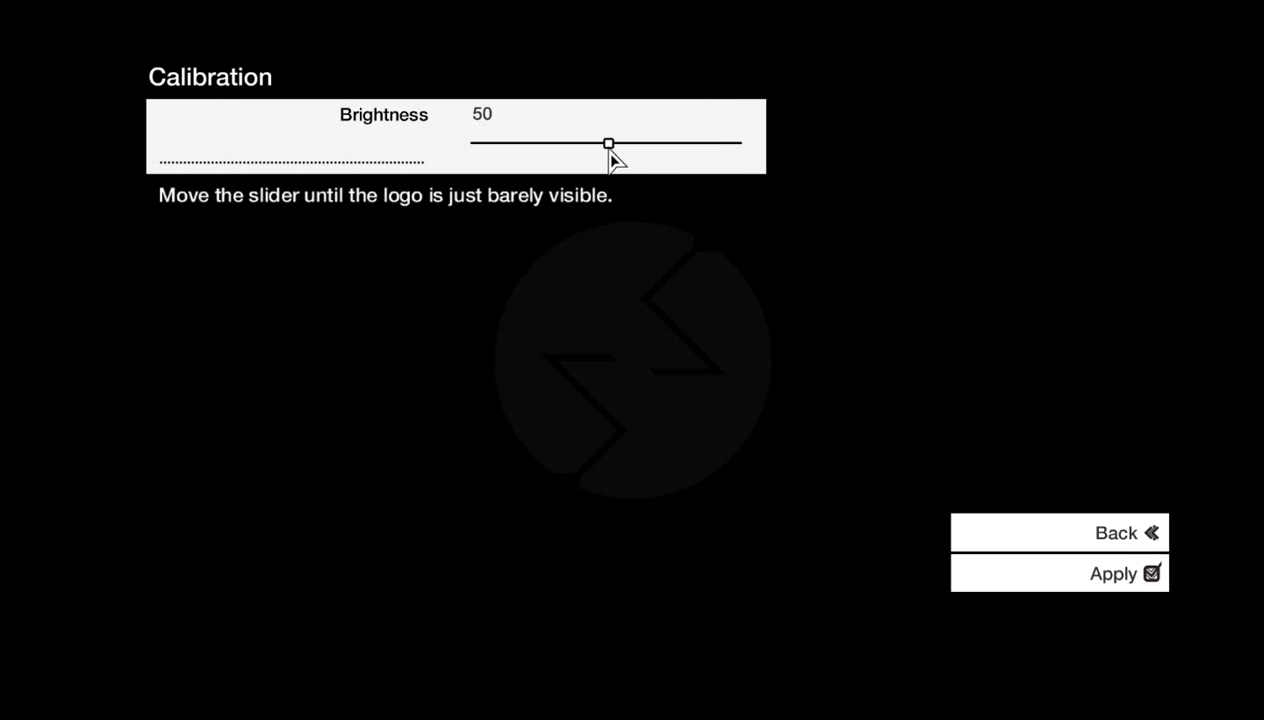 Calibration
Brightness 50
Move the slider until the logo is just barely visible.
Back
Apply